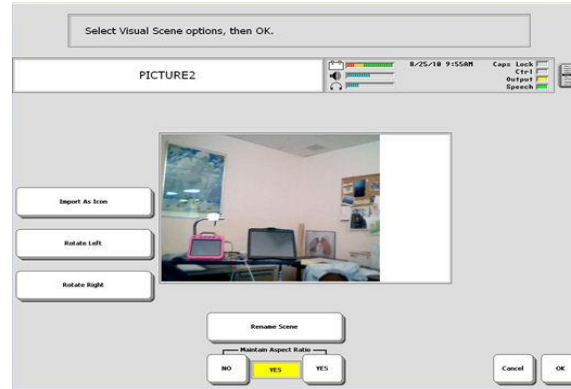 Select Visual Scene options, then OK.
PICTURE2
8/25/10 9:55AM
Caps Lock
Ctrl
Output
Speech
Import As Icon
Rotate Left
Rotate Right
Rename Scene
Maintain Aspect Ratio
NO YES YES
Cancel OK